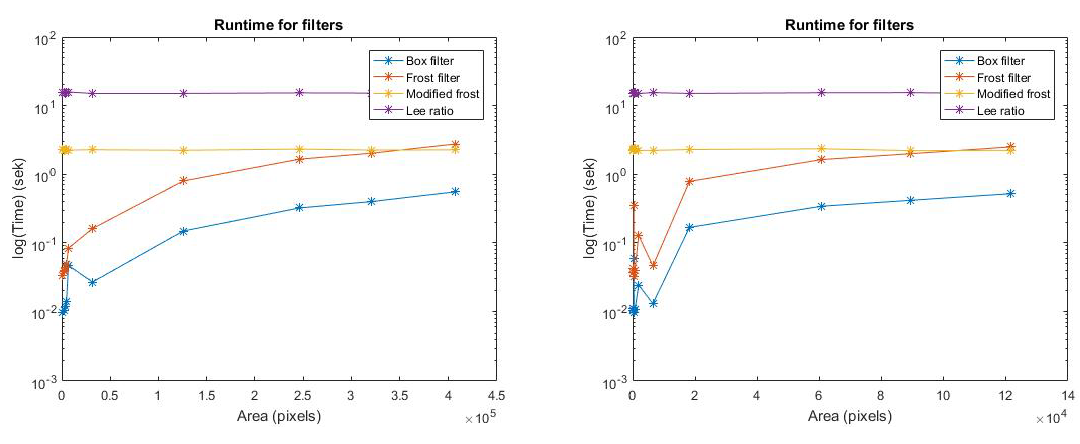 Runtime for filters
10^2
10^1
10^0
10^-1
10^-2
10^-3
log(Time) (sek)
Box filter
Frost filter
Modified frost
Lee ratio
0 0.5 1 1.5 2 2.5 3 3.5 4 4.5
Area (pixels)
×10^5
Runtime for filters
10^2
10^1
10^0
10^-1
10^-2
10^-3
log(Time) (sek)
Box filter
Frost filter
Modified frost
Lee ratio
0 2 4 6 8 10 12 14
Area (pixels)
×10^4